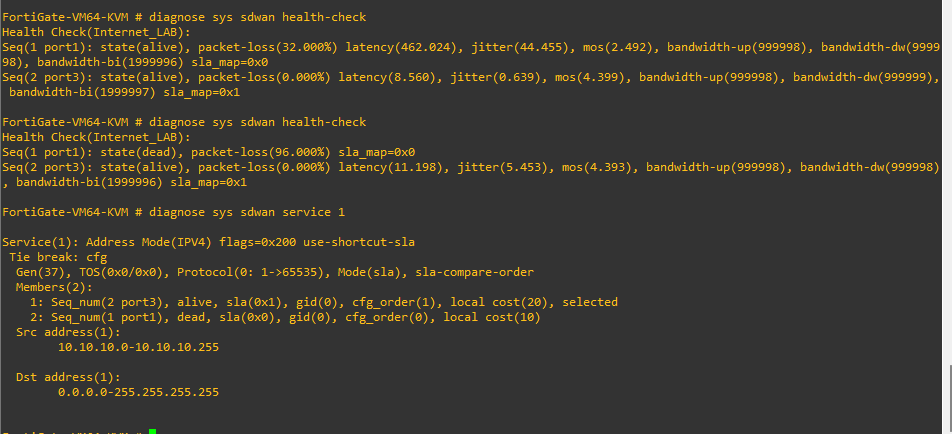 FortiGate-VM64-KVM # diagnose sys sdwan health-check
Health Check(Internet_LAB):
Seq(1 port1): state(alive), packet-loss(32.000%) latency(462.024), jitter(44.455), mos(2.492), bandwidth-up(999998), bandwidth-dw(9999
98), bandwidth-bi(1999996) sla_map=0x0
Seq(2 port3): state(alive), packet-loss(0.000%) latency(8.560), jitter(0.639), mos(4.399), bandwidth-up(999998), bandwidth-dw(999999),
bandwidth-bi(1999997) sla_map=0x1
FortiGate-VM64-KVM # diagnose sys sdwan health-check
Health Check(Internet_LAB):
Seq(1 port1): state(dead), packet-loss(96.000%) sla_map=0x0
Seq(2 port3): state(alive), packet-loss(0.000%) latency(11.198), jitter(5.453), mos(4.393), bandwidth-up(999998), bandwidth-dw(999998)
, bandwidth-bi(1999996) sla_map=0x1
FortiGate-VM64-KVM # diagnose sys sdwan service 1
Service(1): Address Mode(IPV4) flags=0x200 use-shortcut-sla
Tie break: cfg
Gen(37), TOS(0x0/0x0), Protocol(0: 1->65535), Mode(sla), sla-compare-order
Members(2):
1: Seq_num(2 port3), alive, sla(0x1), gid(0), cfg_order(1), local cost(20), selected
2: Seq_num(1 port1), dead, sla(0x0), gid(0), cfg_order(0), local cost(10)
Src address(1):
10.10.10.0-10.10.10.255
Dst address(1):
0.0.0.0-255.255.255.255